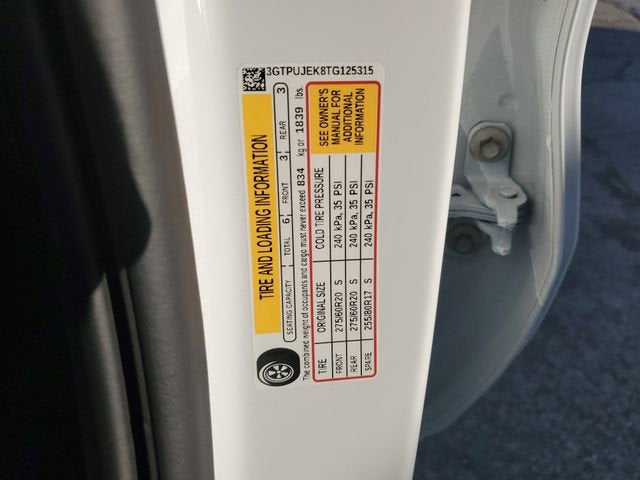 3GTPUJEK8TG125315
TIRE AND LOADING INFORMATION
SEATING CAPACITY TOTAL 6 FRONT 3 REAR 3
The combined weight of occupants and cargo must never exceed 834 kg or 1839 lbs.
TIRE ORIGINAL SIZE COLD TIRE PRESSURE
FRONT 275/60R20 S 240 kPa, 35 PSI
REAR 275/60R20 S 240 kPa, 35 PSI
SPARE 255/80R17 S 240 kPa, 35 PSI
SEE OWNER'S
MANUAL FOR
ADDITIONAL
INFORMATION